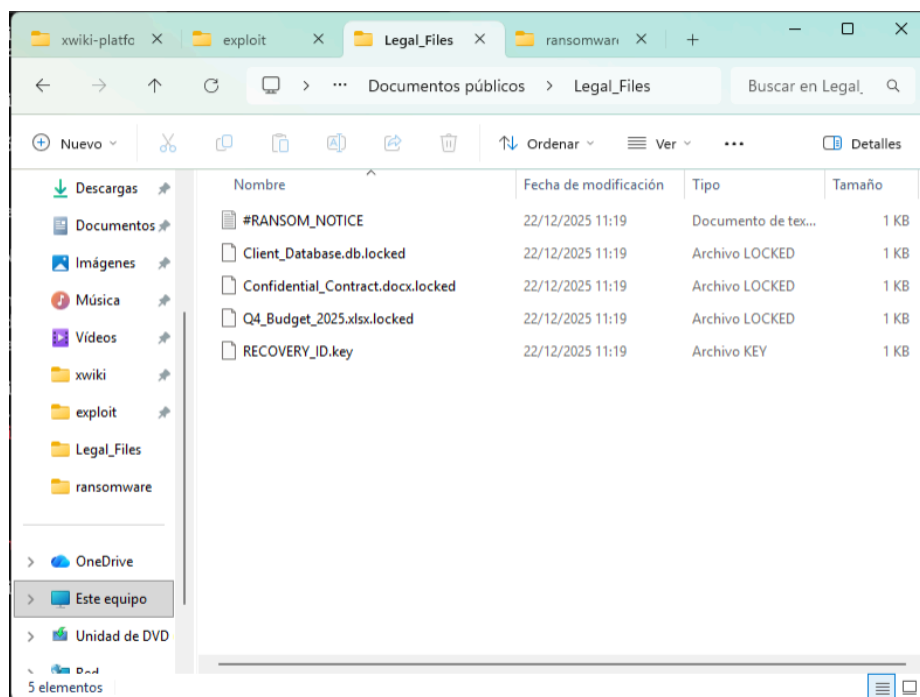 xwiki-platfo
exploit
Legal_Files
ransomware
Documentos públicos > Legal_Files
Buscar en Legal_
Nuevo
Ordenar
Ver
Detalles
Nombre
Fecha de modificación
Tipo
Tamaño
#RANSOM_NOTICE 22/12/2025 11:19 Documento de tex... 1 KB
Client_Database.db.locked 22/12/2025 11:19 Archivo LOCKED 1 KB
Confidential_Contract.docx.locked 22/12/2025 11:19 Archivo LOCKED 1 KB
Q4_Budget_2025.xlsx.locked 22/12/2025 11:19 Archivo LOCKED 1 KB
RECOVERY_ID.key 22/12/2025 11:19 Archivo KEY 1 KB
Descargas
Documentos
Imágenes
Música
Vídeos
xwiki
exploit
Legal_Files
ransomware
OneDrive
Este equipo
Unidad de DVD
Red
5 elementos